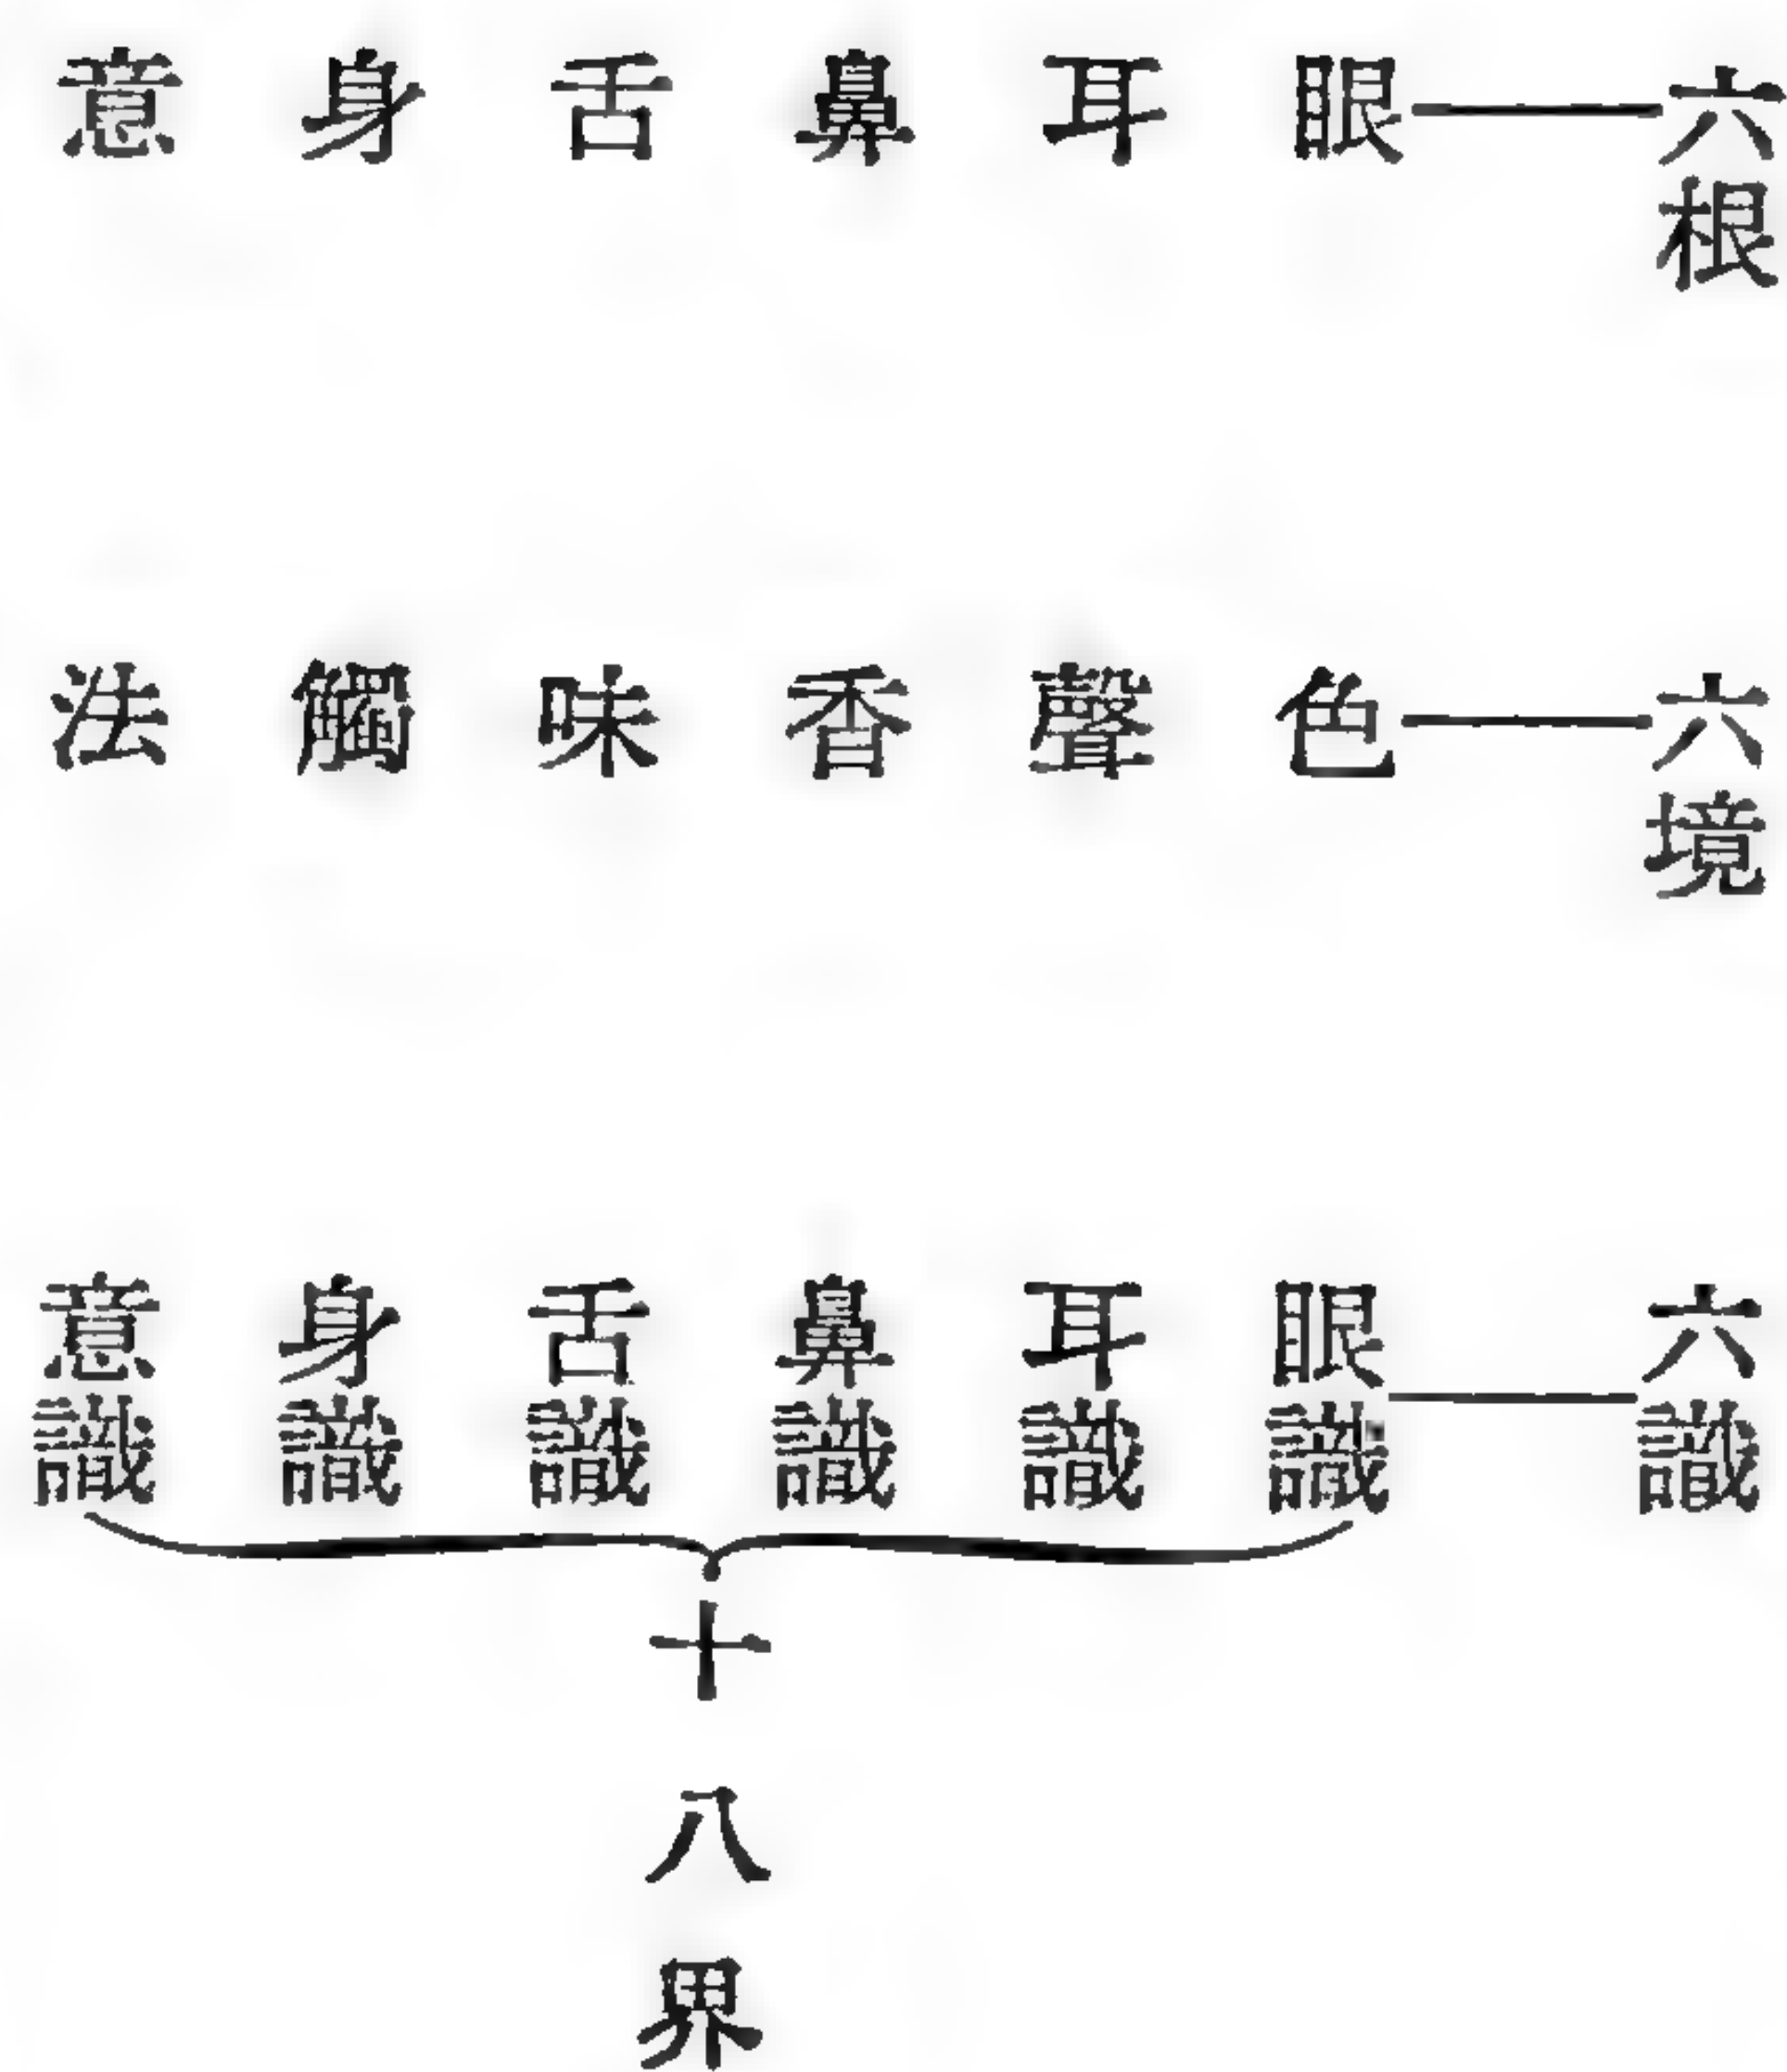 六根 眼 耳 鼻 舌 身 意
六境 色 聲 香 味 觸 法
六識 眼識 耳識 鼻識 舌識 身識 意識
十八界